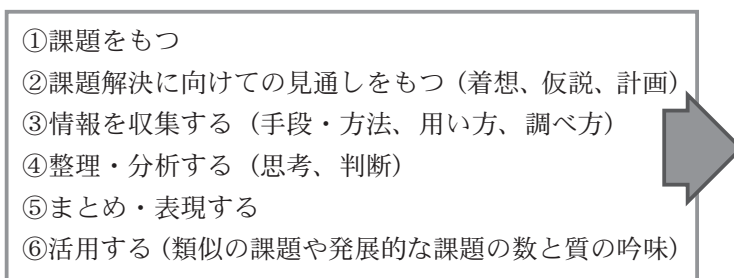 ①課題をもつ
②課題解決に向けての見通しをもつ（着想、仮説、計画）
③情報を収集する（手段・方法、用い方、調べ方）
④整理・分析する（思考、判断）
⑤まとめ・表現する
⑥活用する（類似の課題や発展的な課題の数と質の吟味）